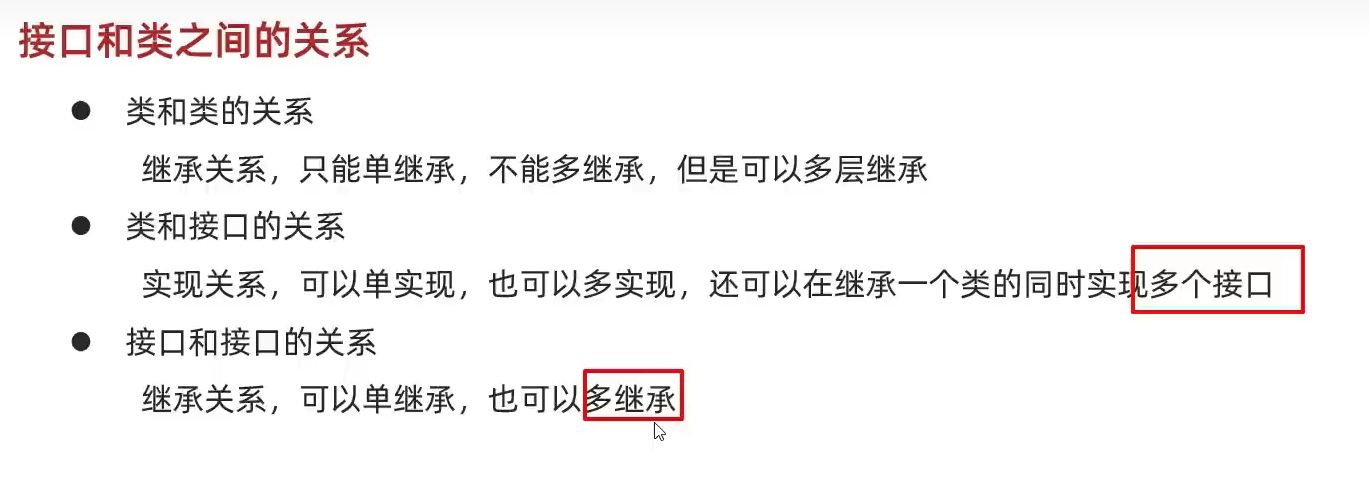 接口和类之间的关系
● 类和类的关系
继承关系，只能单继承，不能多继承，但是可以多层继承
● 类和接口的关系
实现关系，可以单实现，也可以多实现，还可以在继承一个类的同时实现多个接口
● 接口和接口的关系
继承关系，可以单继承，也可以多继承